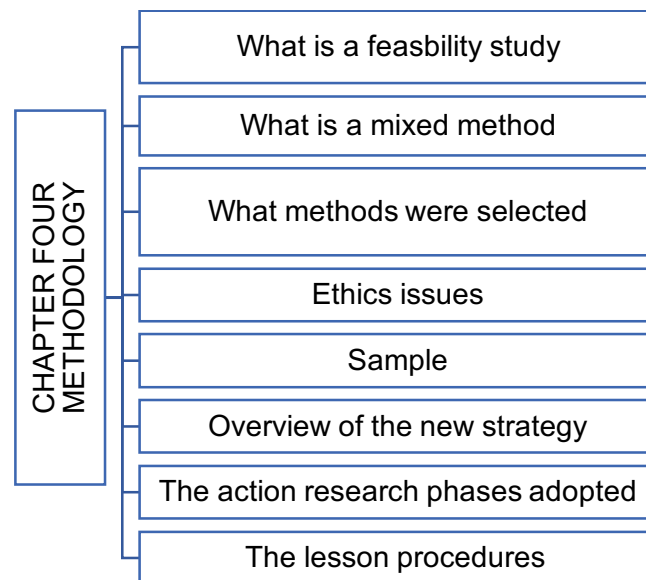 CHAPTER FOUR
METHODOLOGY
What is a feasbility study
What is a mixed method
What methods were selected
Ethics issues
Sample
Overview of the new strategy
The action research phases adopted
The lesson procedures